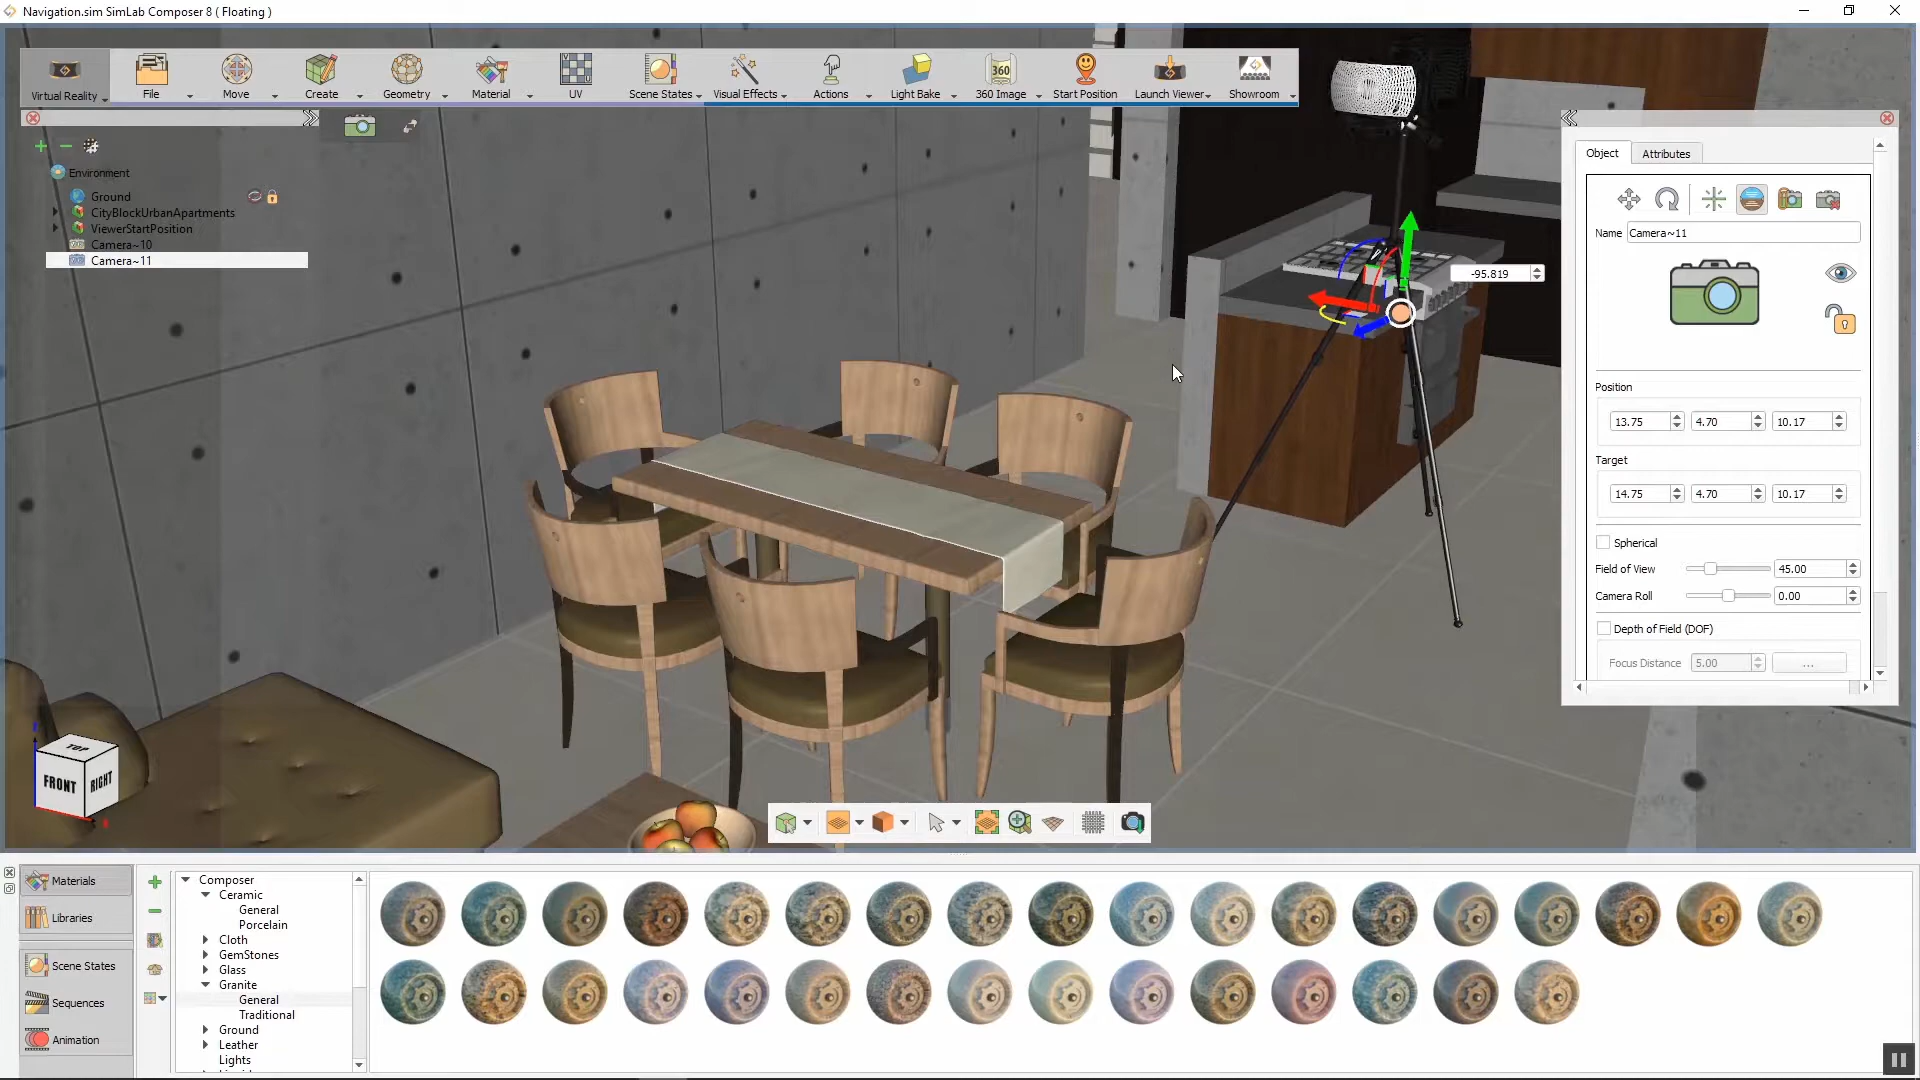 Navigation.sim SimLab Composer 8 ( Floating )
Virtual Reality File Move Create Geometry Material UV Scene States Visual Effects Actions Light Bake 360 Image Start Position Launch Viewer Showroom
360
Environment
Ground
CityBlockUrbanApartments
ViewerStartPosition
Camera~10
Camera~11
-95.819
Object Attributes
Name Camera~11
Position
13.75 4.70 10.17
Target
14.75 4.70 10.17
Spherical
Field of View 45.00
Camera Roll 0.00
Depth of Field (DOF)
Focus Distance 5.00 ...
TOP
FRONT RIGHT
Materials
Libraries
Scene States
Sequences
Animation
Composer
Ceramic
General
Porcelain
Cloth
GemStones
Glass
Granite
General
Traditional
Ground
Leather
Lights